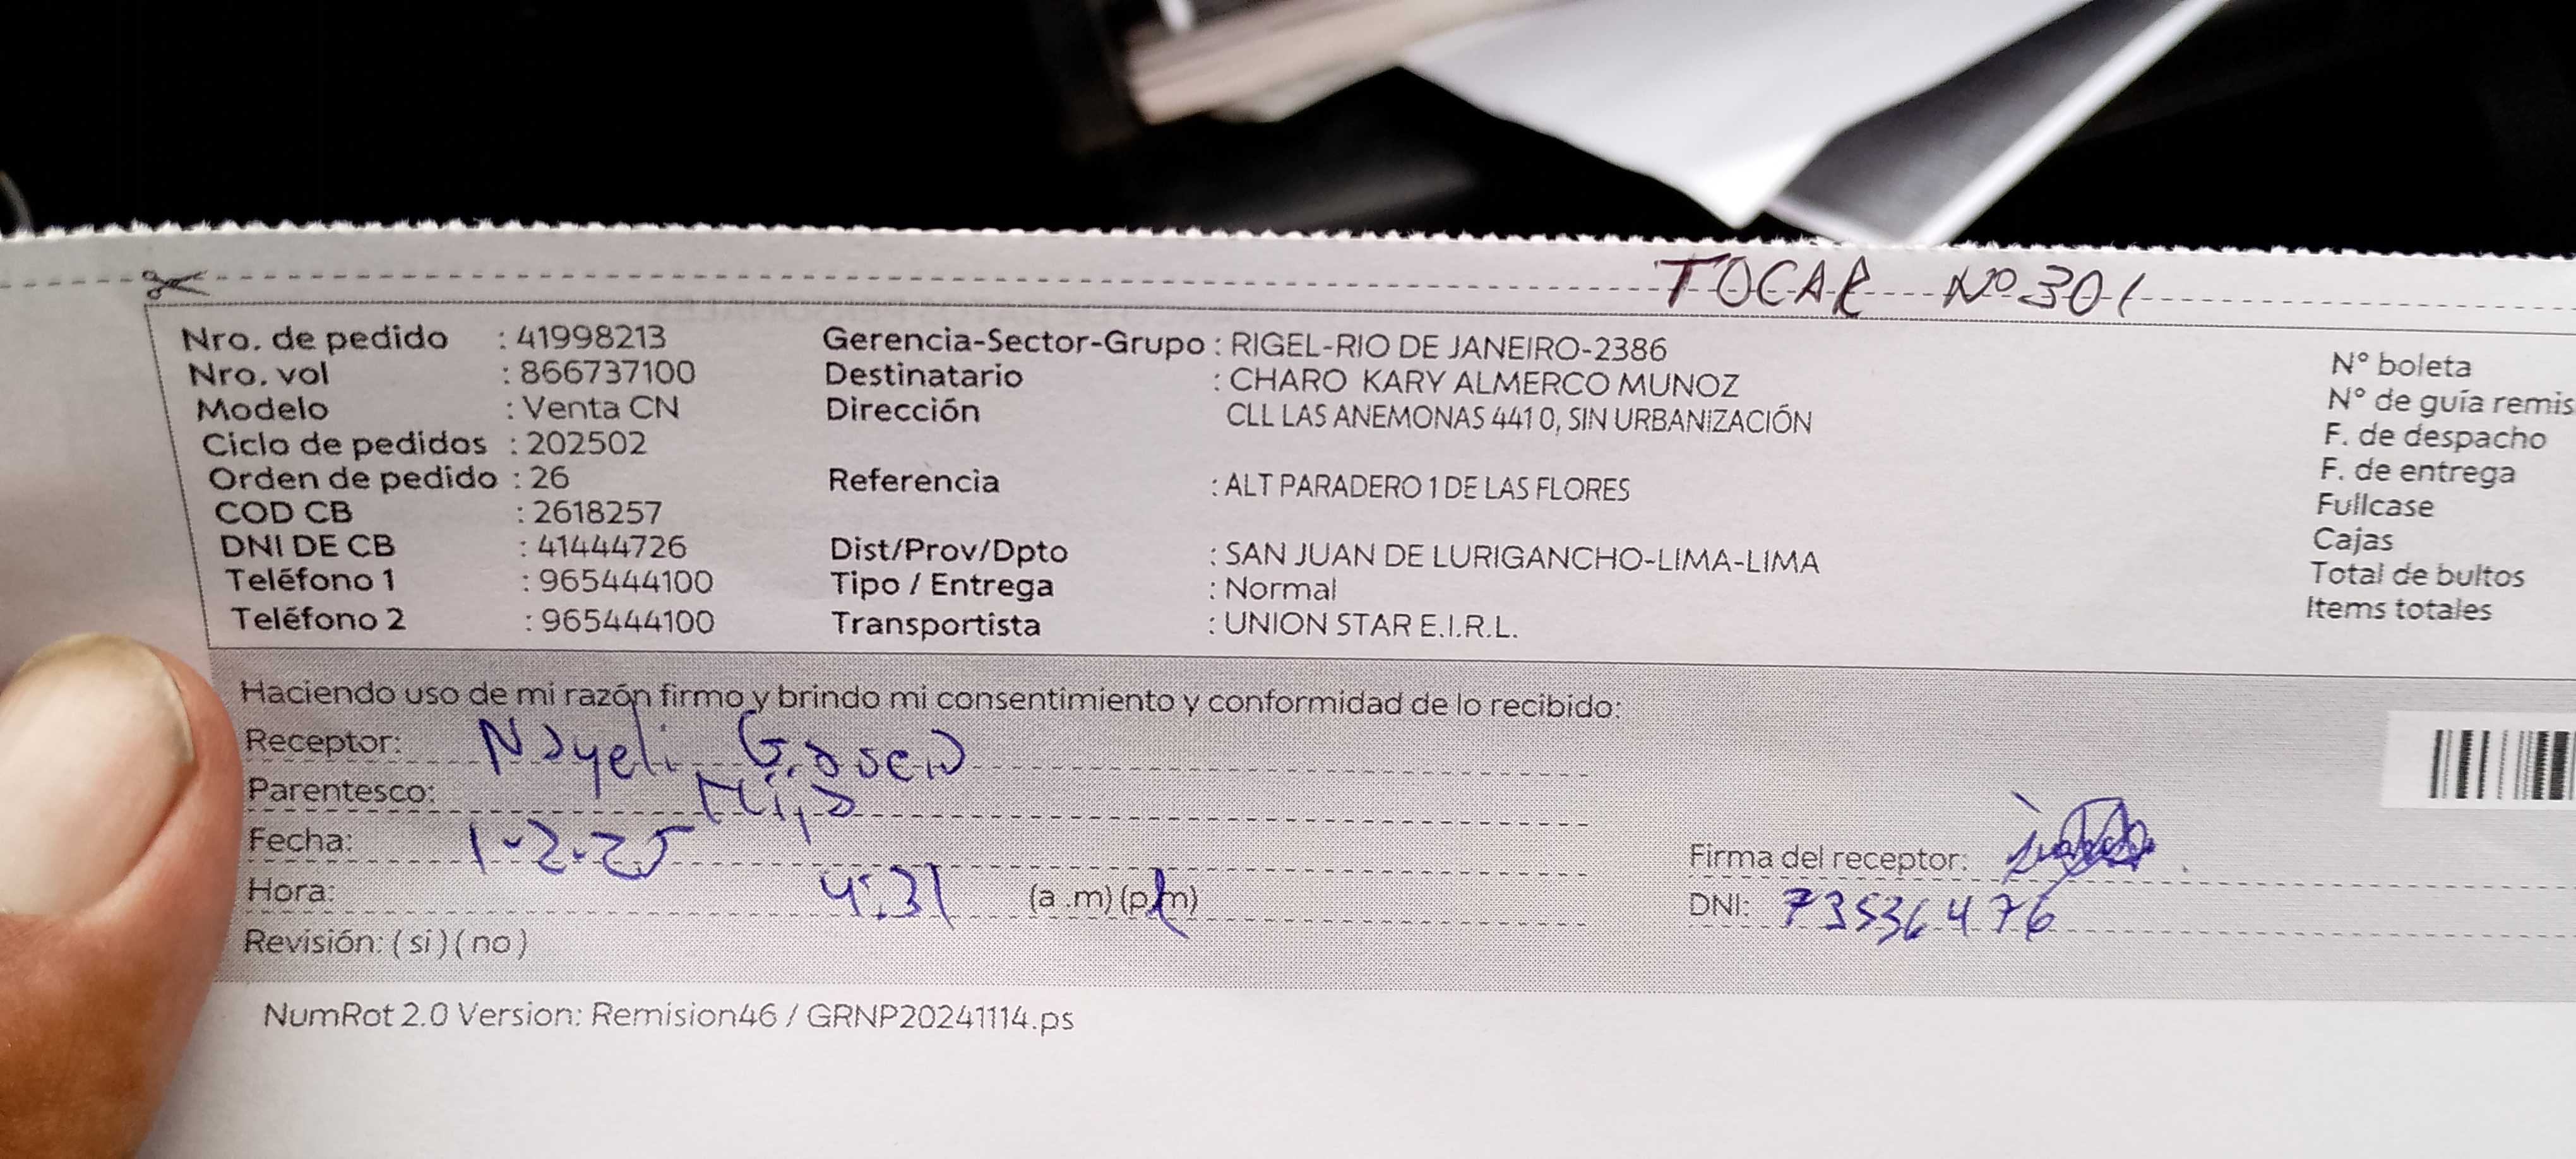 TOCAR Nº 301
Nro. de pedido : 41998213
Nro. vol : 866737100
Modelo : Venta CN
Ciclo de pedidos : 202502
Orden de pedido : 26
COD CB : 2618257
DNI DE CB : 41444726
Teléfono 1 : 965444100
Teléfono 2 : 965444100
Gerencia-Sector-Grupo : RIGEL-RIO DE JANEIRO-2386
Destinatario : CHARO KARY ALMERCO MUNOZ
Dirección CLL LAS ANEMONAS 441 0, SIN URBANIZACIÓN
Referencia : ALT PARADERO 1 DE LAS FLORES
Dist/Prov/Dpto : SAN JUAN DE LURIGANCHO-LIMA-LIMA
Tipo / Entrega : Normal
Transportista : UNION STAR E.I.R.L.
N° boleta
N° de guía remis
F. de despacho
F. de entrega
Fullcase
Cajas
Total de bultos
Items totales
Haciendo uso de mi razón firmo y brindo mi consentimiento y conformidad de lo recibido:
Receptor: Nayeli
Parentesco: Hija
Fecha: 1-2-25
Hora: 4:31 (a .m) (p.m)
Revisión: ( si ) ( no )
Firma del receptor:
DNI: 73536476
NumRot 2.0 Version: Remision46 / GRNP20241114.ps